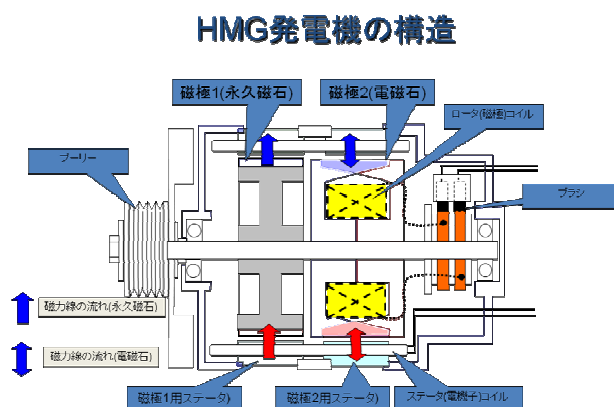 HMG発電機の構造
磁極1(永久磁石)
磁極2(電磁石)
ロータ(磁極)コイル
プーリー
ブラシ
磁力線の流れ(永久磁石)
磁力線の流れ(電磁石)
磁極1用ステータ)
磁極2用ステータ)
ステータ(電機子)コイル